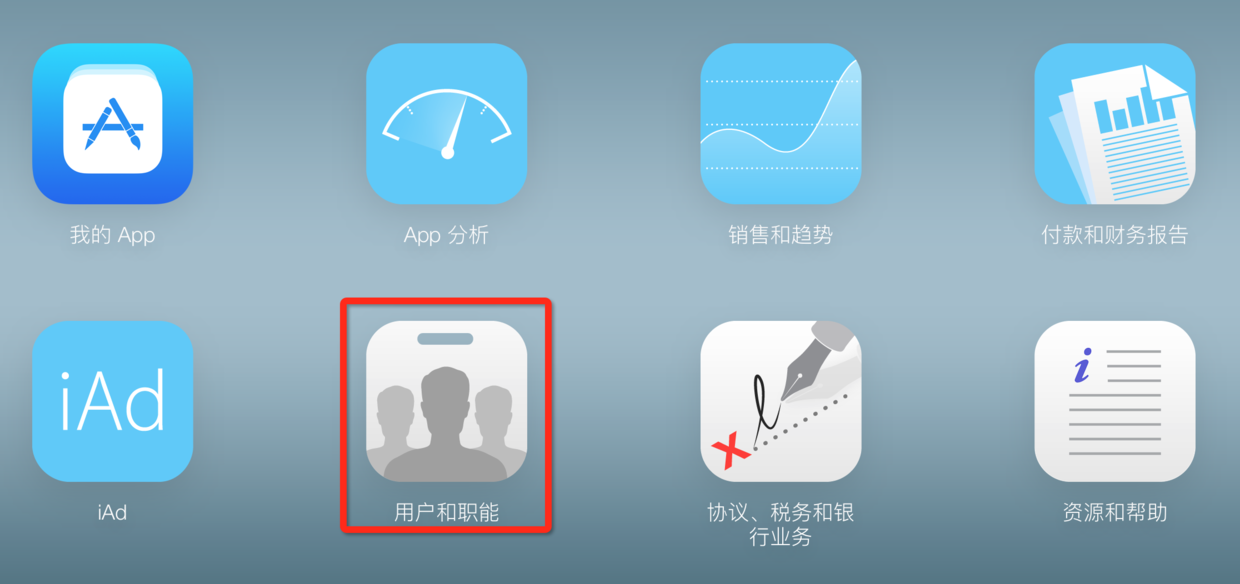 我的 App
App 分析
销售和趋势
付款和财务报告
iAd
iAd
用户和职能
协议、税务和银
行业务
资源和帮助